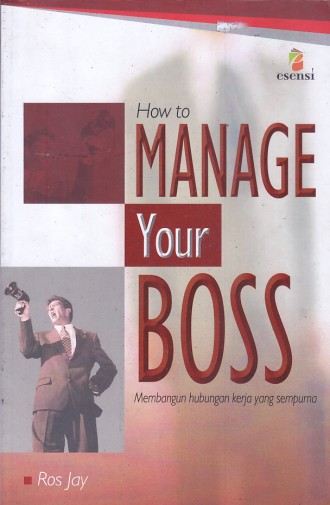 esensi
How to
MANAGE
Your
BOSS
Membangun hubungan kerja yang sempurna
Ros Jay